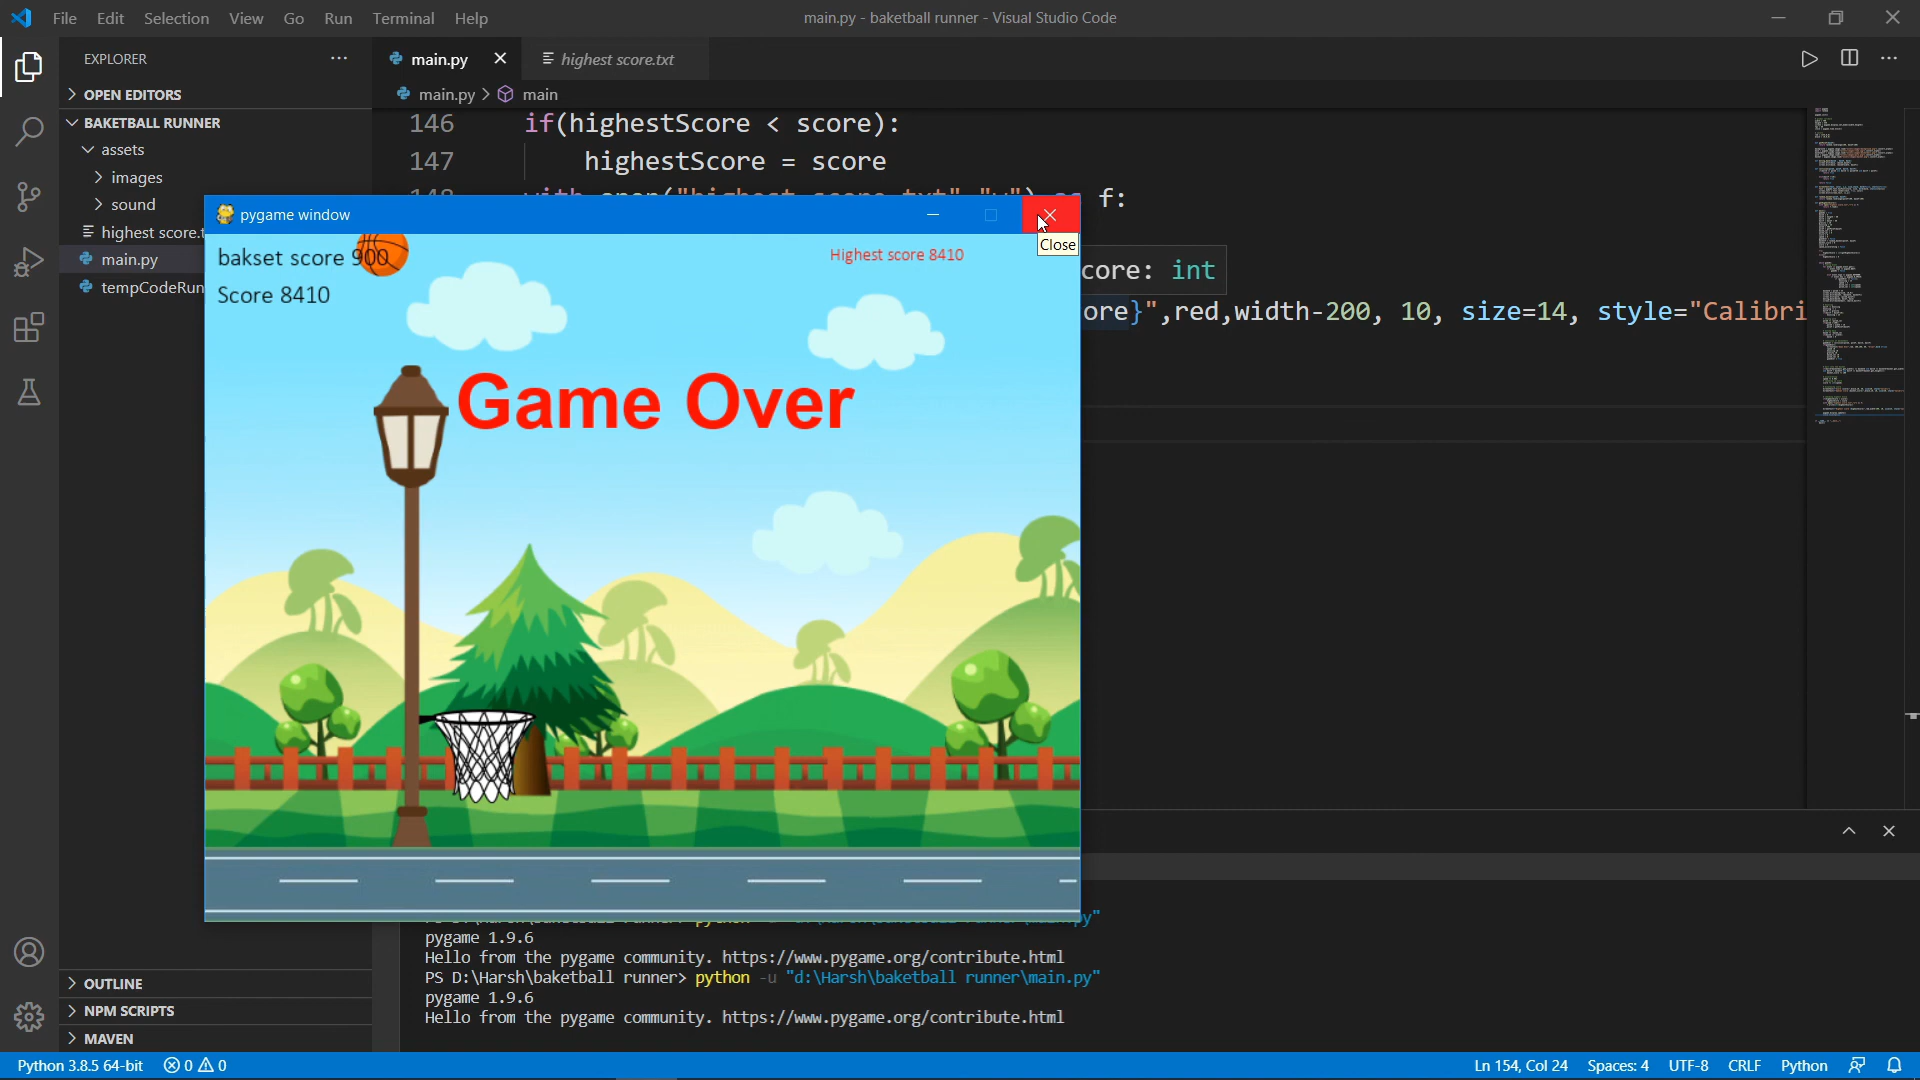 File Edit Selection View Go Run Terminal Help
main.py - baketball runner - Visual Studio Code
EXPLORER
main.py
highest score.txt
OPEN EDITORS
main.py > main
BAKETBALL RUNNER
assets
images
sound
highest score.t
main.py
tempCodeRun
146 if(highestScore < score):
147 highestScore = score
f:
core: int
ore}",red,width-200, 10, size=14, style="Calibri
pygame window
Close
bakset score 900
Highest score 8410
Score 8410
Game Over
pygame 1.9.6
Hello from the pygame community. https://www.pygame.org/contribute.html
PS D:\Harsh\baketball runner> python -u "d:\Harsh\baketball runner\main.py"
pygame 1.9.6
Hello from the pygame community. https://www.pygame.org/contribute.html
OUTLINE
NPM SCRIPTS
MAVEN
Python 3.8.5 64-bit 0 0
Ln 154, Col 24 Spaces: 4 UTF-8 CRLF Python